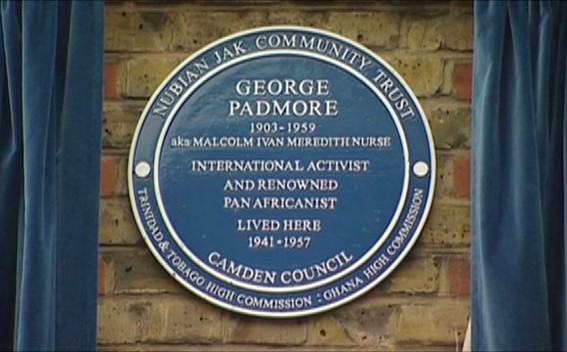 NUBIAN JAK COMMUNITY TRUST
GEORGE
PADMORE
1903-1959
aka MALCOLM IVAN MEREDITH NURSE
INTERNATIONAL ACTIVIST
AND RENOWNED
PAN AFRICANIST
LIVED HERE
1941-1957
CAMDEN COUNCIL
TRINIDAD & TOBAGO HIGH COMMISSION - GHANA HIGH COMMISSION